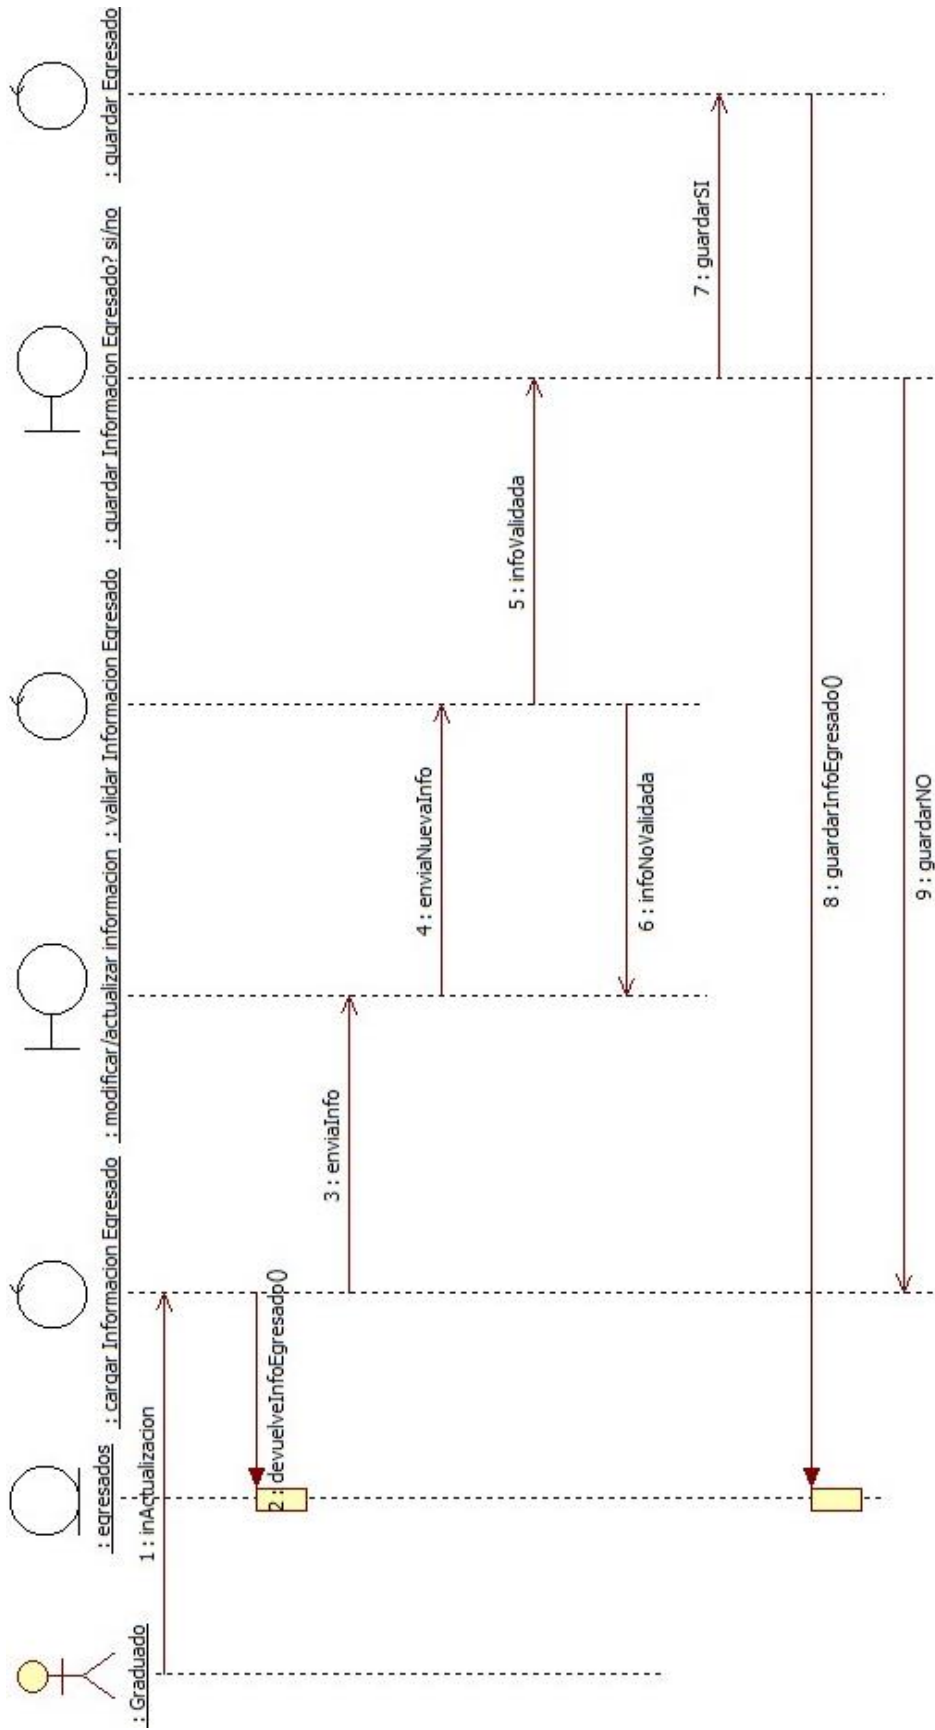 : Graduado
: egresados
: cargar Informacion Egresado
: modificar/actualizar informacion
: validar Informacion Egresado
: guardar Informacion Egresado? si/no
: guardar Egresado
1 : inActualizacion
2 : devuelveInfoEgresado()
3 : enviaInfo
4 : enviaNuevaInfo
5 : infoValidada
6 : infoNoValidada
7 : guardarSI
8 : guardarInfoEgresado()
9 : guardarNO